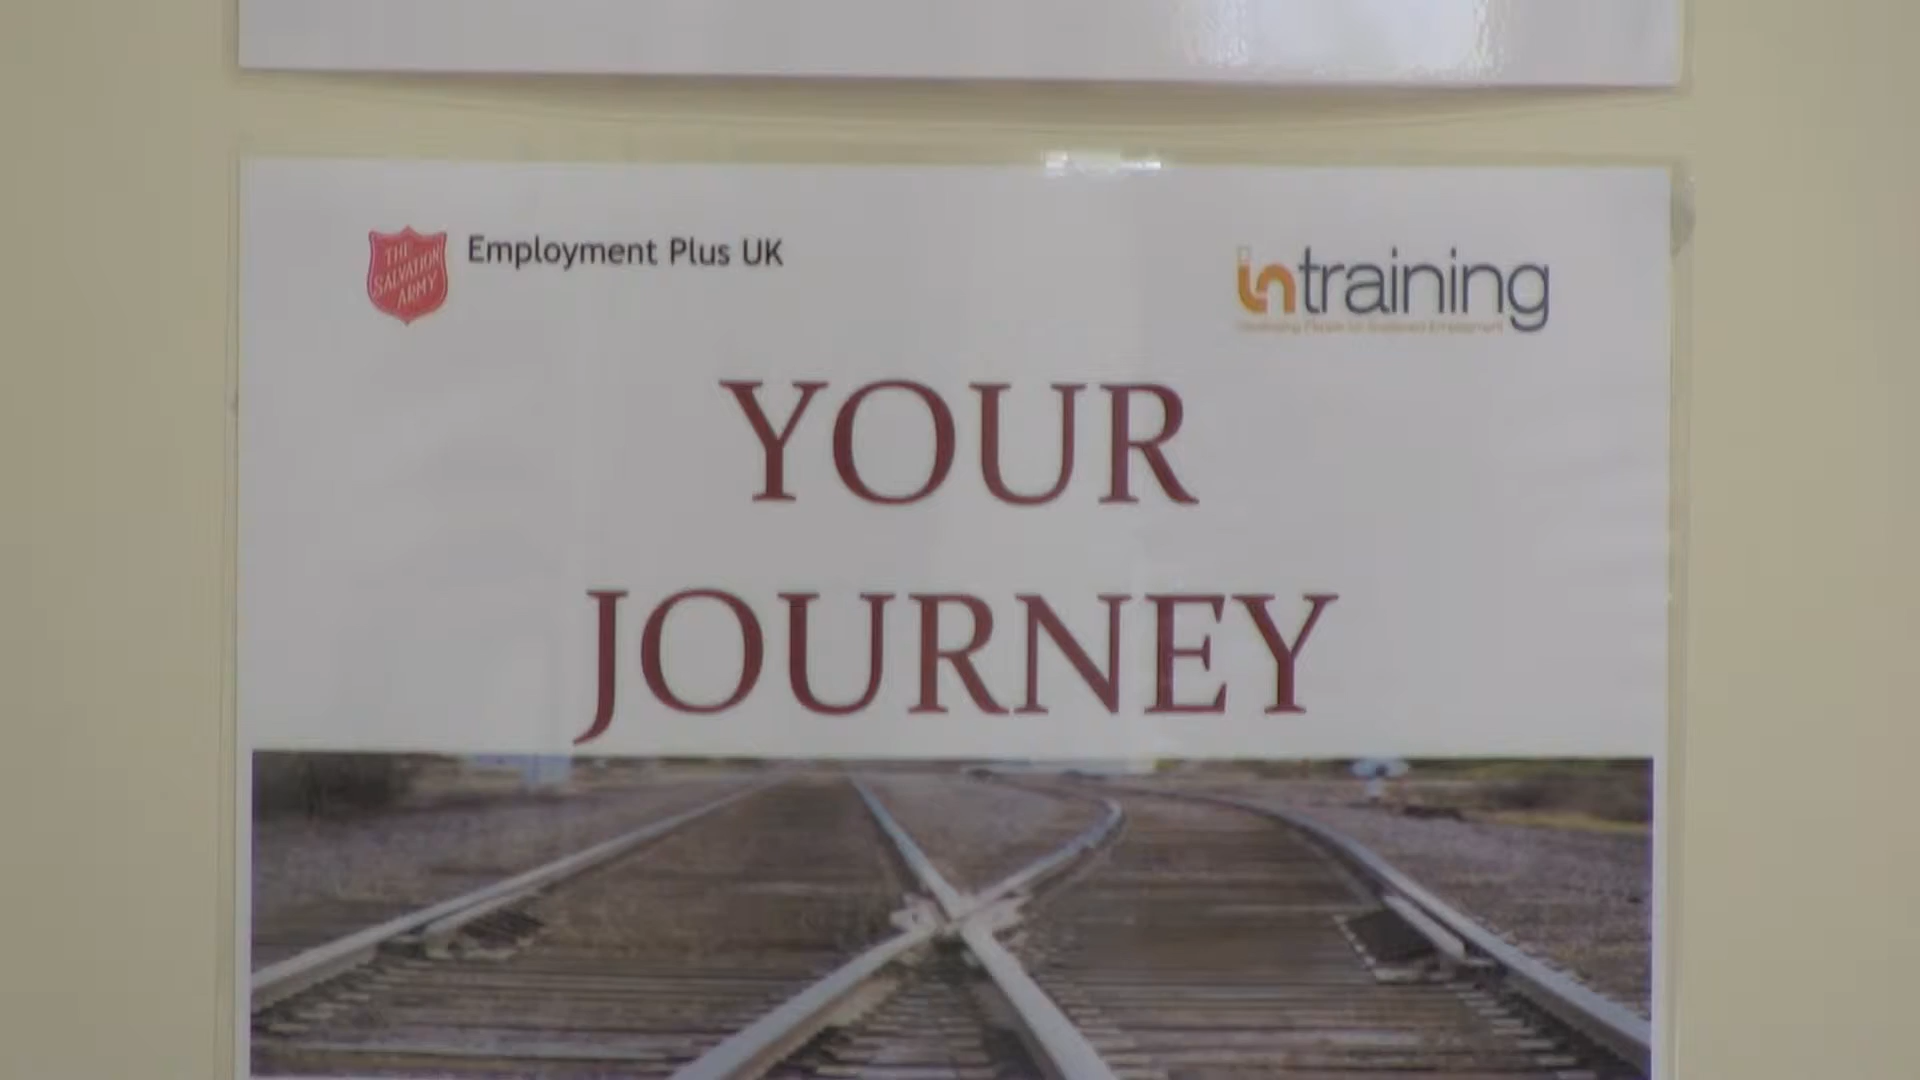 THE
SALVATION
ARMY
Employment Plus UK
intraining
YOUR
JOURNEY